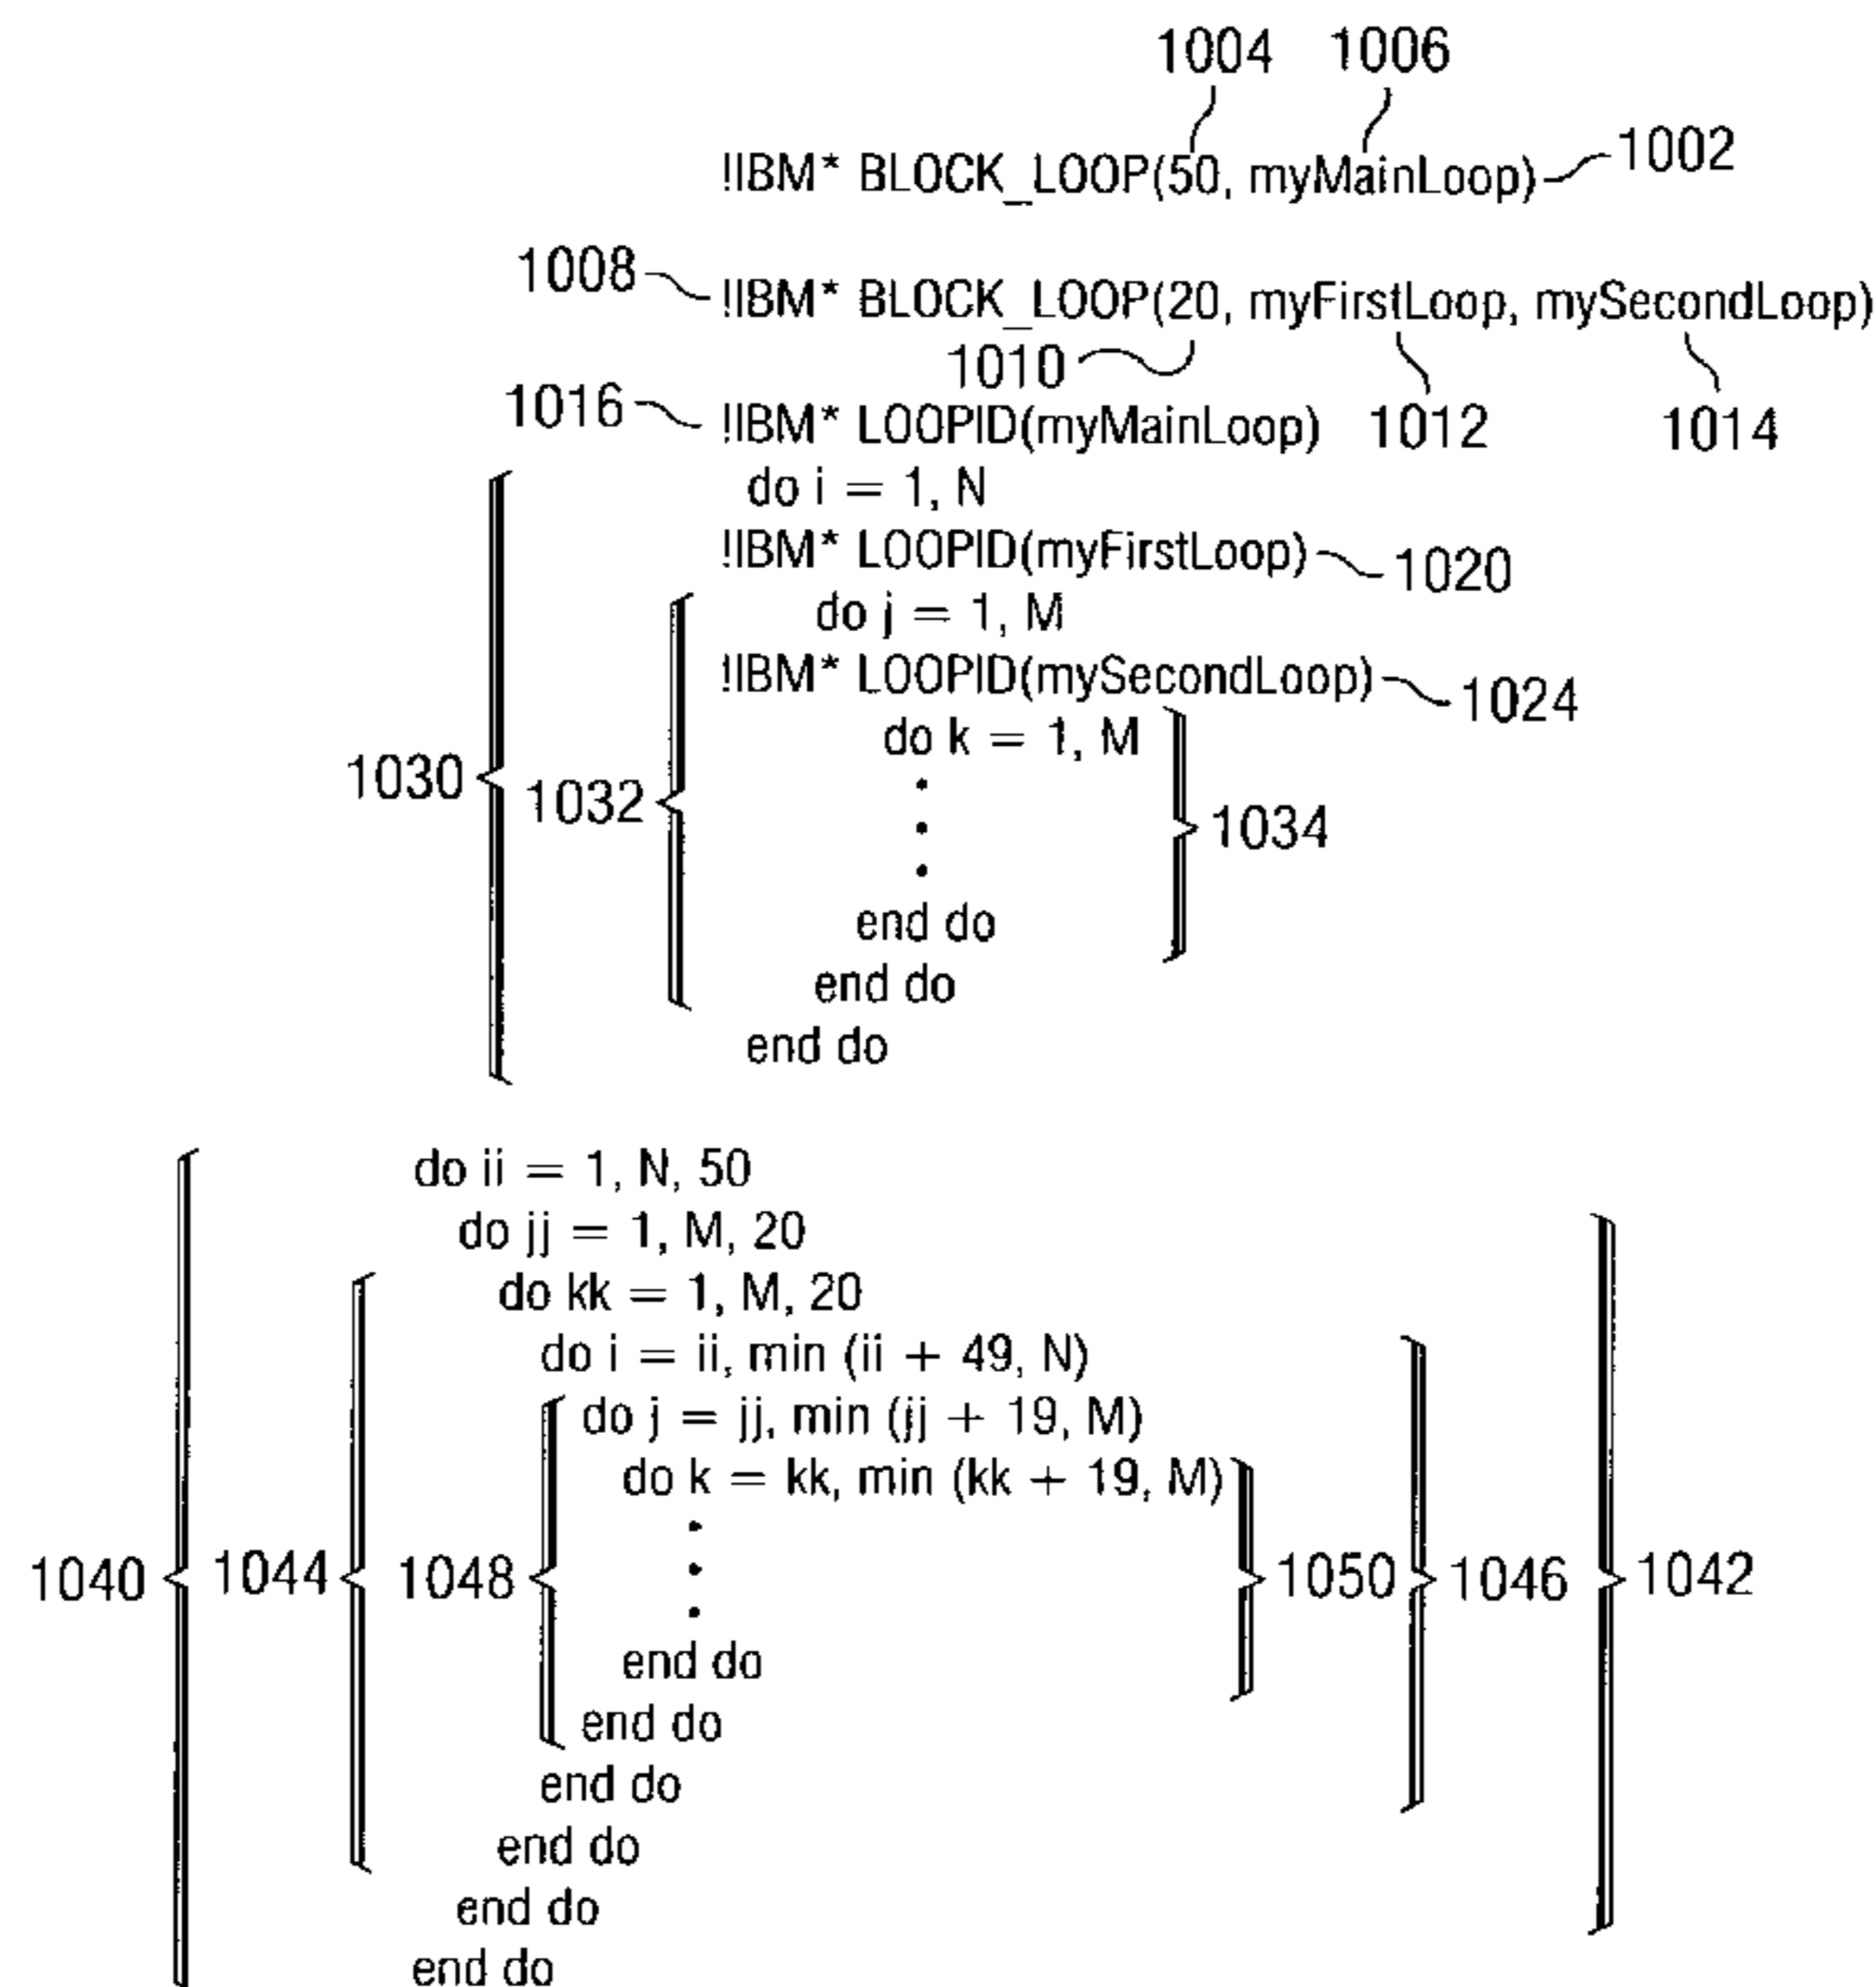 1004 1006
!IBM* BLOCK_LOOP(50, myMainLoop) 1002
1008 !IBM* BLOCK_LOOP(20, myFirstLoop, mySecondLoop)
1010
1016 !IBM* LOOPID(myMainLoop) 1012 1014
do i = 1, N
!IBM* LOOPID(myFirstLoop) 1020
do j = 1, M
!IBM* LOOPID(mySecondLoop) 1024
do k = 1, M
1030 1032 . 1034
.
.
end do
end do
end do
do ii = 1, N, 50
do jj = 1, M, 20
do kk = 1, M, 20
do i = ii, min (ii + 49, N)
do j = jj, min (jj + 19, M)
do k = kk, min (kk + 19, M)
.
1040 1044 1048 . 1050 1046 1042
.
end do
end do
end do
end do
end do
end do